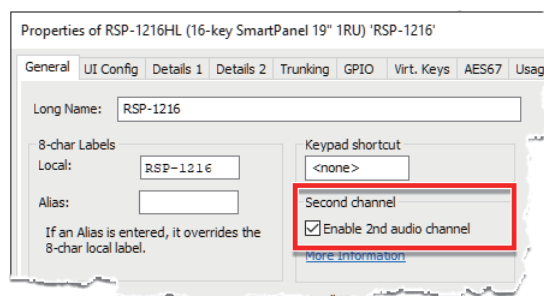 Properties of RSP-1216HL (16-key SmartPanel 19" 1RU) 'RSP-1216'
General UI Config Details 1 Details 2 Trunking GPIO Virt. Keys AES67 Usag
Long Name: RSP-1216
8-char Labels
Local: RSP-1216
Alias:
If an Alias is entered, it overrides the
8-char local label.
Keypad shortcut
<none>
Second channel
Enable 2nd audio channel
More Information